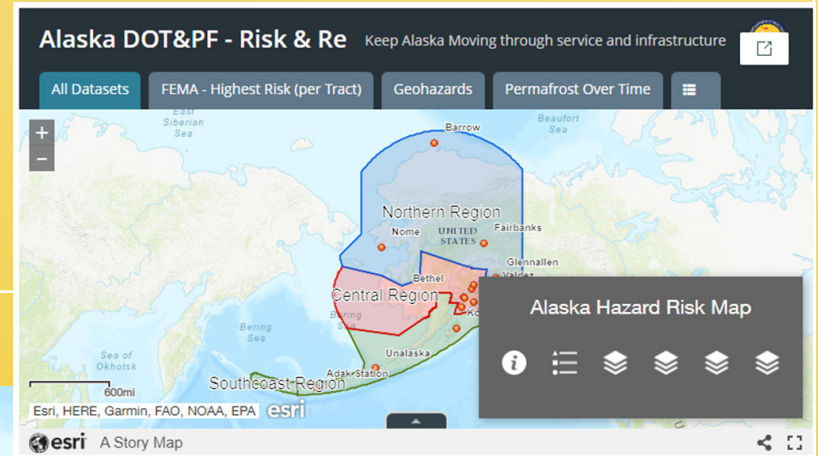 Alaska DOT&PF - Risk & Re Keep Alaska Moving through service and infrastructure
All Datasets FEMA - Highest Risk (per Tract) Geohazards Permafrost Over Time
East
Siberian
Sea
Beaufort
Sea
+
−
Barrow
Northern Region
Nome UNITED STATES Fairbanks
Glennallen
Bethel Valdez
Central Region
Bering
Sea
Alaska Hazard Risk Map
Bering
Sea
Unalaska
Sea of
Okhotsk
Adak Station
Southcoast Region
600mi
Esri, HERE, Garmin, FAO, NOAA, EPA esri
esri A Story Map